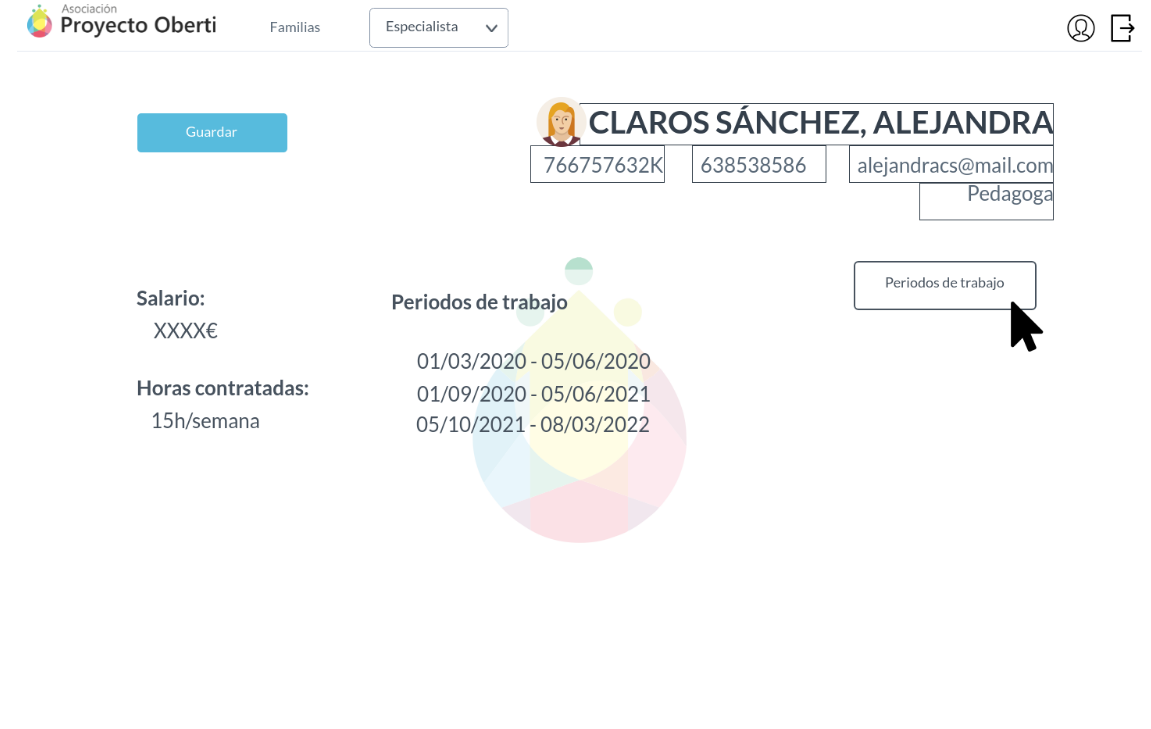 Asociación
Proyecto Oberti
Familias
Especialista
Guardar
CLAROS SÁNCHEZ, ALEJANDRA
766757632K
638538586
alejandracs@mail.com
Pedagoga
Periodos de trabajo
Salario:
XXXX€
Horas contratadas:
15h/semana
Periodos de trabajo
01/03/2020 - 05/06/2020
01/09/2020 - 05/06/2021
05/10/2021 - 08/03/2022